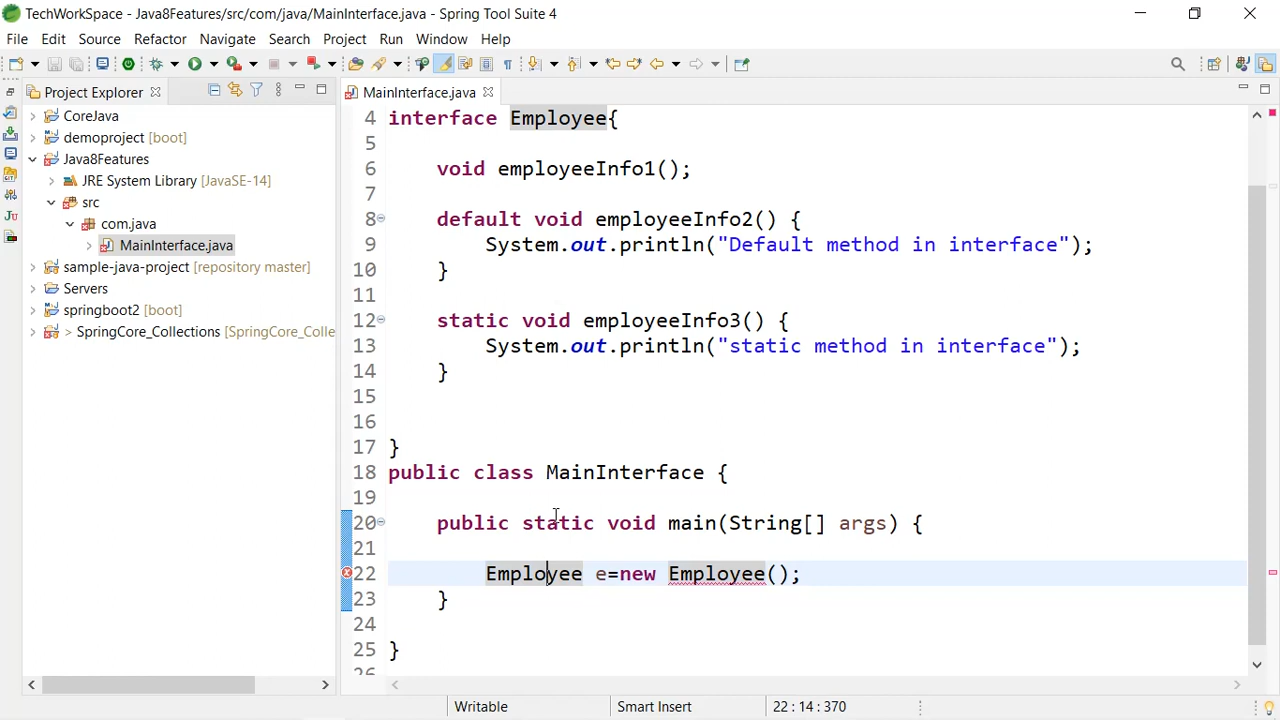 TechWorkSpace - Java8Features/src/com/java/MainInterface.java - Spring Tool Suite 4
File Edit Source Refactor Navigate Search Project Run Window Help
Project Explorer
CoreJava
demoproject [boot]
Java8Features
JRE System Library [JavaSE-14]
src
com.java
MainInterface.java
sample-java-project [repository master]
Servers
springboot2 [boot]
> SpringCore_Collections [SpringCore_Colle
MainInterface.java
4 interface Employee{
5
6 void employeeInfo1();
7
8 default void employeeInfo2() {
9 System.out.println("Default method in interface");
10 }
11
12 static void employeeInfo3() {
13 System.out.println("static method in interface");
14 }
15
16
17 }
18 public class MainInterface {
19
20 public static void main(String[] args) {
21
22 Employee e=new Employee();
23 }
24
25 }
26
Writable Smart Insert 22 : 14 : 370